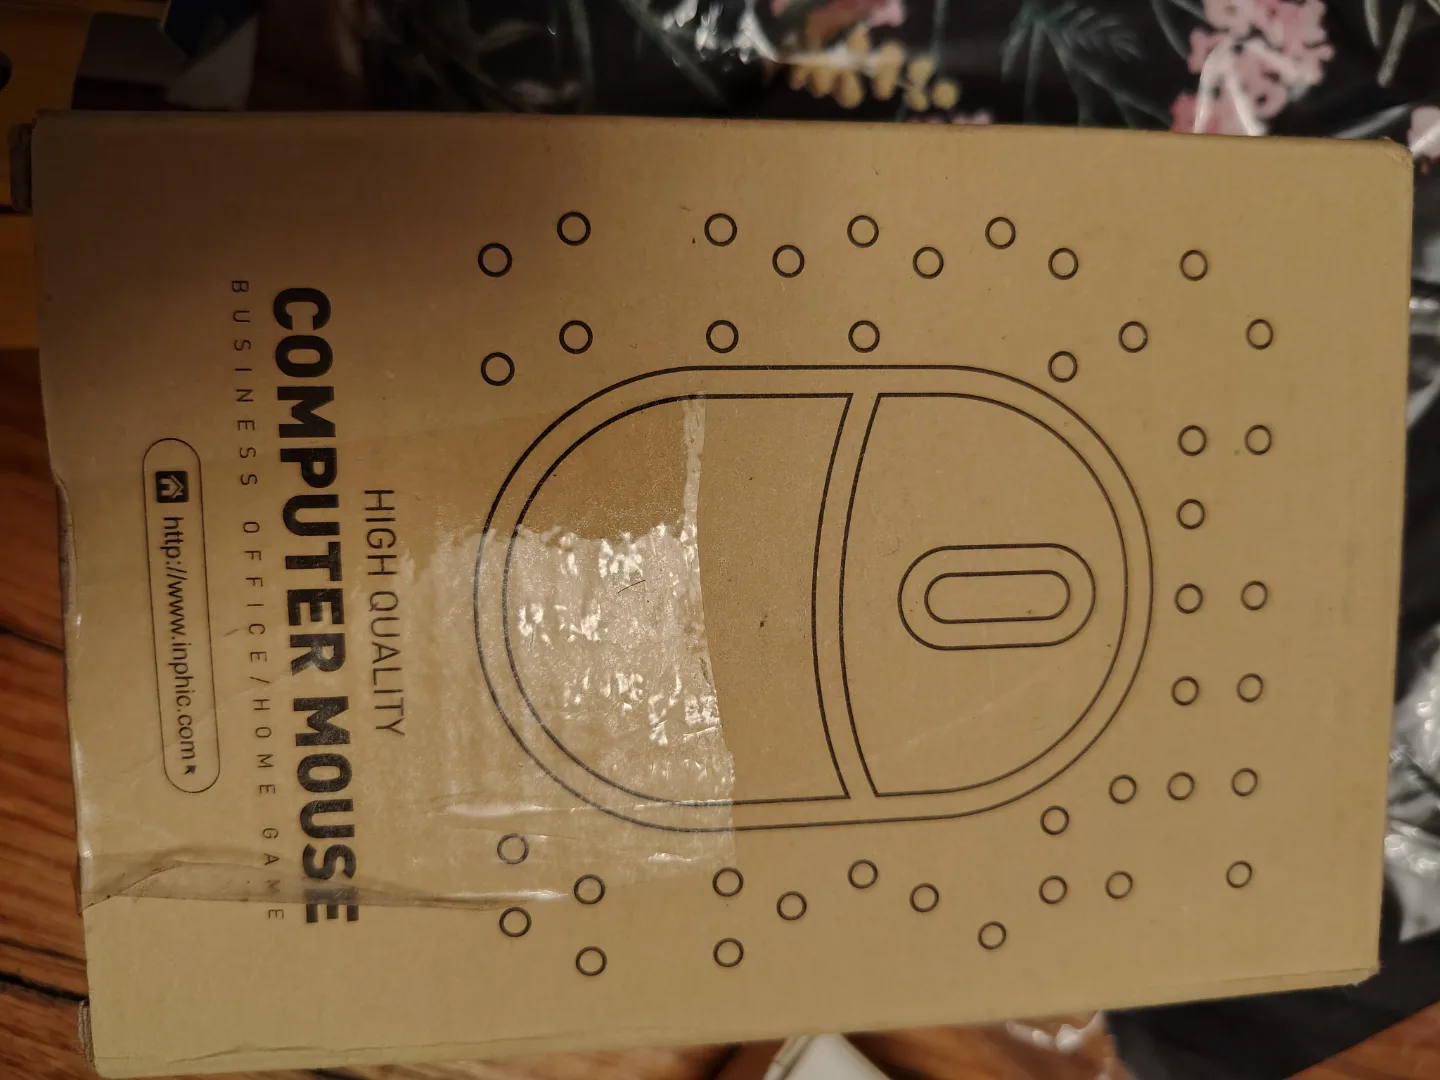 HIGH QUALITY
COMPUTER MOUSE
BUSINESS OFFICE/HOME GAME
http://www.inphic.com